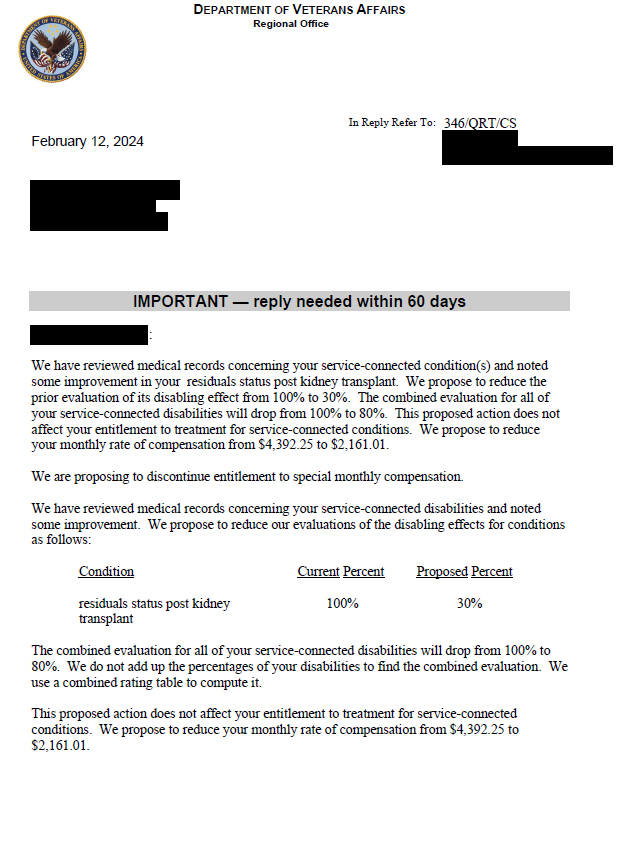 DEPARTMENT OF VETERANS AFFAIRS
Regional Office
In Reply Refer To: 346/QRT/CS
February 12, 2024
IMPORTANT — reply needed within 60 days
:
We have reviewed medical records concerning your service-connected condition(s) and noted
some improvement in your residuals status post kidney transplant. We propose to reduce the
prior evaluation of its disabling effect from 100% to 30%. The combined evaluation for all of
your service-connected disabilities will drop from 100% to 80%. This proposed action does not
affect your entitlement to treatment for service-connected conditions. We propose to reduce
your monthly rate of compensation from $4,392.25 to $2,161.01.
We are proposing to discontinue entitlement to special monthly compensation.
We have reviewed medical records concerning your service-connected disabilities and noted
some improvement. We propose to reduce our evaluations of the disabling effects for conditions
as follows:
Condition Current Percent Proposed Percent
residuals status post kidney 100% 30%
transplant
The combined evaluation for all of your service-connected disabilities will drop from 100% to
80%. We do not add up the percentages of your disabilities to find the combined evaluation. We
use a combined rating table to compute it.
This proposed action does not affect your entitlement to treatment for service-connected
conditions. We propose to reduce your monthly rate of compensation from $4,392.25 to
$2,161.01.